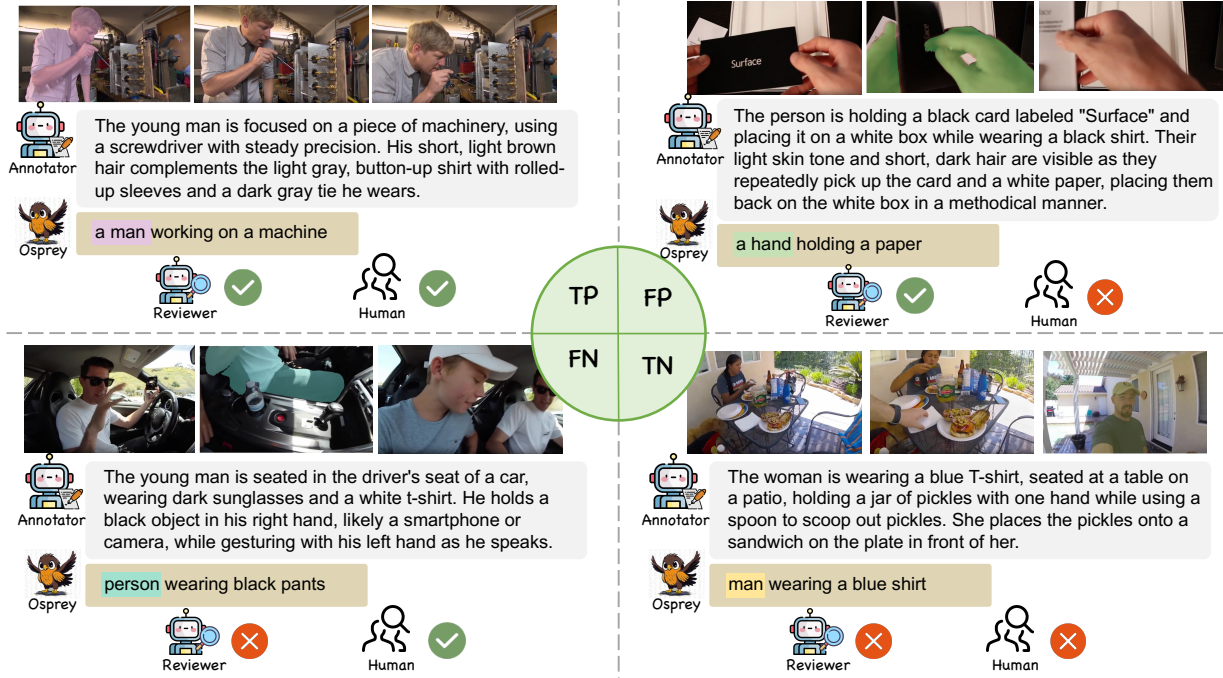 The young man is focused on a piece of machinery, using
a screwdriver with steady precision. His short, light brown
hair complements the light gray, button-up shirt with rolled-
up sleeves and a dark gray tie he wears.
Annotator
a man working on a machine
Osprey
Reviewer
Human
Surface
The person is holding a black card labeled "Surface" and
placing it on a white box while wearing a black shirt. Their
light skin tone and short, dark hair are visible as they
repeatedly pick up the card and a white paper, placing them
back on the white box in a methodical manner.
Annotator
a hand holding a paper
Osprey
Reviewer
Human
TP
FP
FN
TN
The young man is seated in the driver's seat of a car,
wearing dark sunglasses and a white t-shirt. He holds a
black object in his right hand, likely a smartphone or
camera, while gesturing with his left hand as he speaks.
Annotator
person wearing black pants
Osprey
Reviewer
Human
The woman is wearing a blue T-shirt, seated at a table on
a patio, holding a jar of pickles with one hand while using a
spoon to scoop out pickles. She places the pickles onto a
sandwich on the plate in front of her.
Annotator
man wearing a blue shirt
Osprey
Reviewer
Human